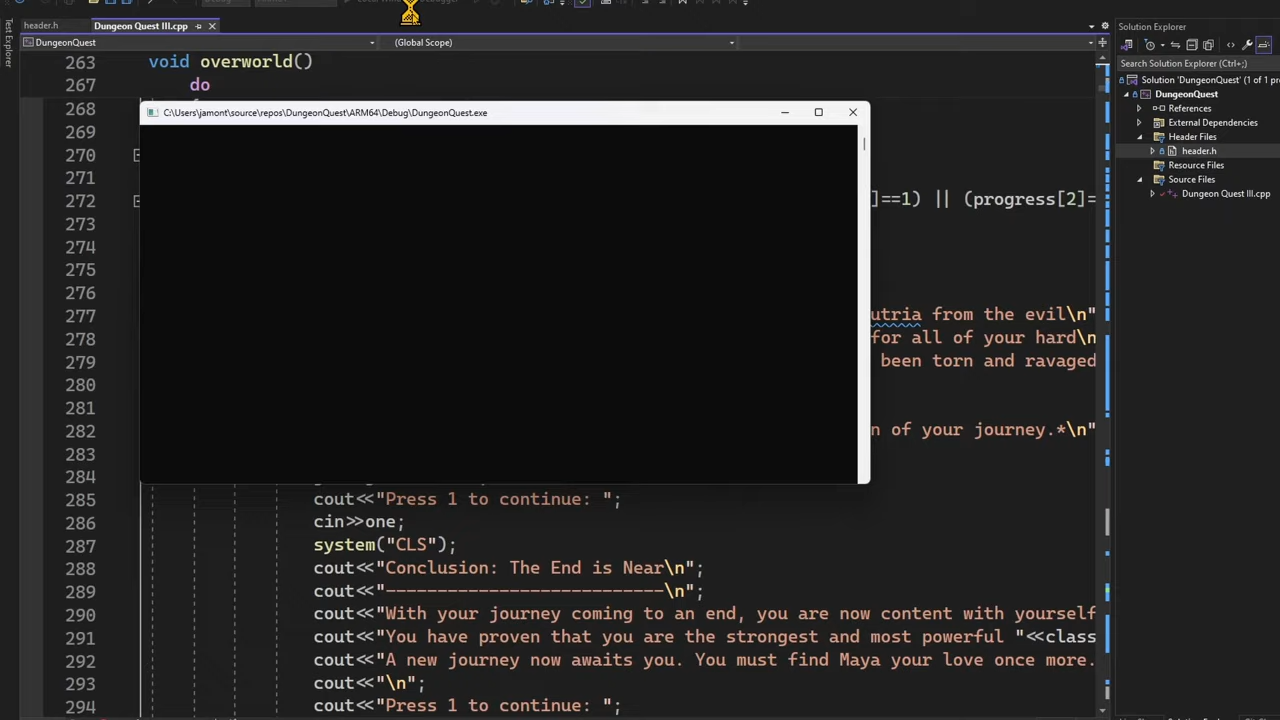 header.h
Dungeon Quest III.cpp
Solution Explorer
Test Explorer
DungeonQuest
(Global Scope)
Search Solution Explorer (Ctrl+;)
263 void overworld()
267 do
268
269
270
271
272 ]==1) || (progress[2]=
273
274
275
276
277 utria from the evil\n"
278 for all of your hard\n
279 been torn and ravaged
280
281
282 n of your journey.*\n"
283
284
285 cout<<"Press 1 to continue: ";
286 cin>>one;
287 system("CLS");
288 cout<<"Conclusion: The End is Near\n";
289 cout<<"---------------------------\n";
290 cout<<"With your journey coming to an end, you are now content with yourself
291 cout<<"You have proven that you are the strongest and most powerful "<<class
292 cout<<"A new journey now awaits you. You must find Maya your love once more.
293 cout<<"\n";
294 cout<<"Press 1 to continue: ";
C:\Users\jamont\source\repos\DungeonQuest\ARM64\Debug\DungeonQuest.exe
Solution 'DungeonQuest' (1 of 1 pr
DungeonQuest
References
External Dependencies
Header Files
header.h
Resource Files
Source Files
Dungeon Quest III.cpp